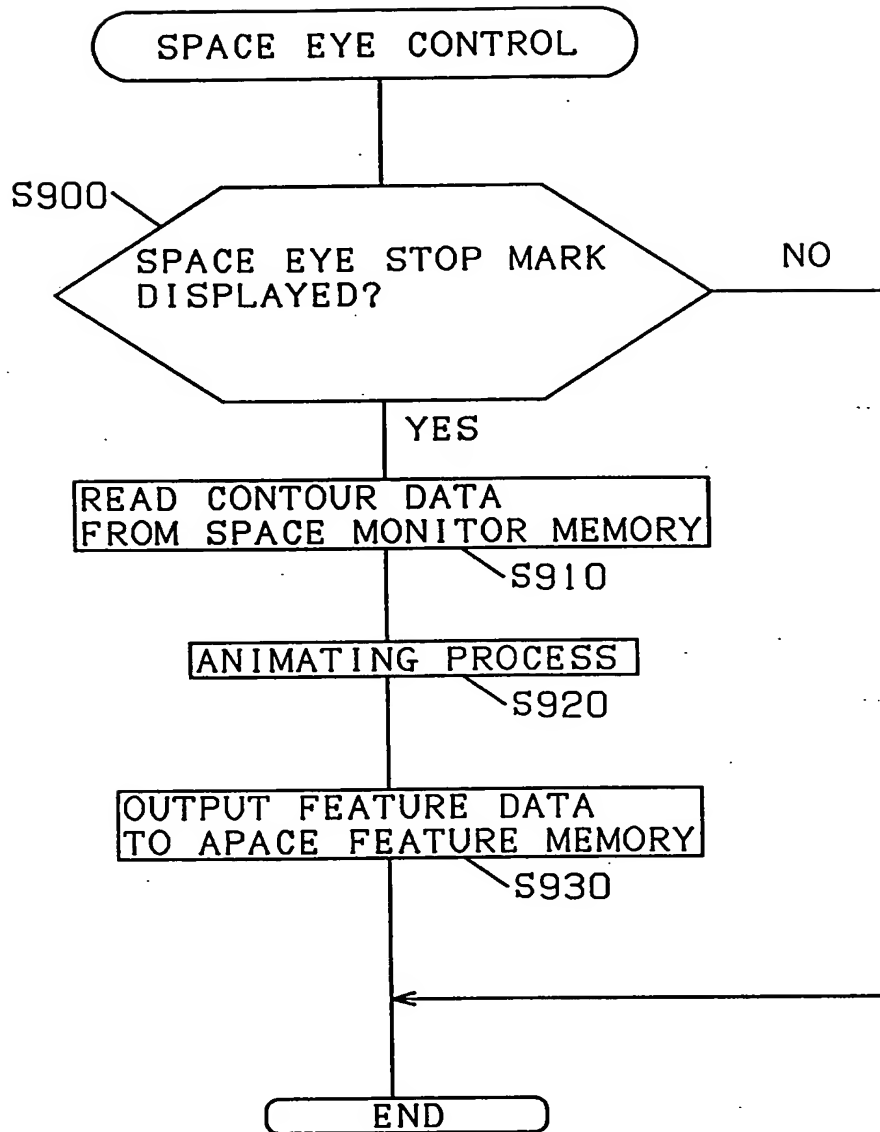 SPACE EYE CONTROL
S900
SPACE EYE STOP MARK
DISPLAYED?
NO
YES
READ CONTOUR DATA
FROM SPACE MONITOR MEMORY
S910
ANIMATING PROCESS
S920
OUTPUT FEATURE DATA
TO APACE FEATURE MEMORY
S930
END